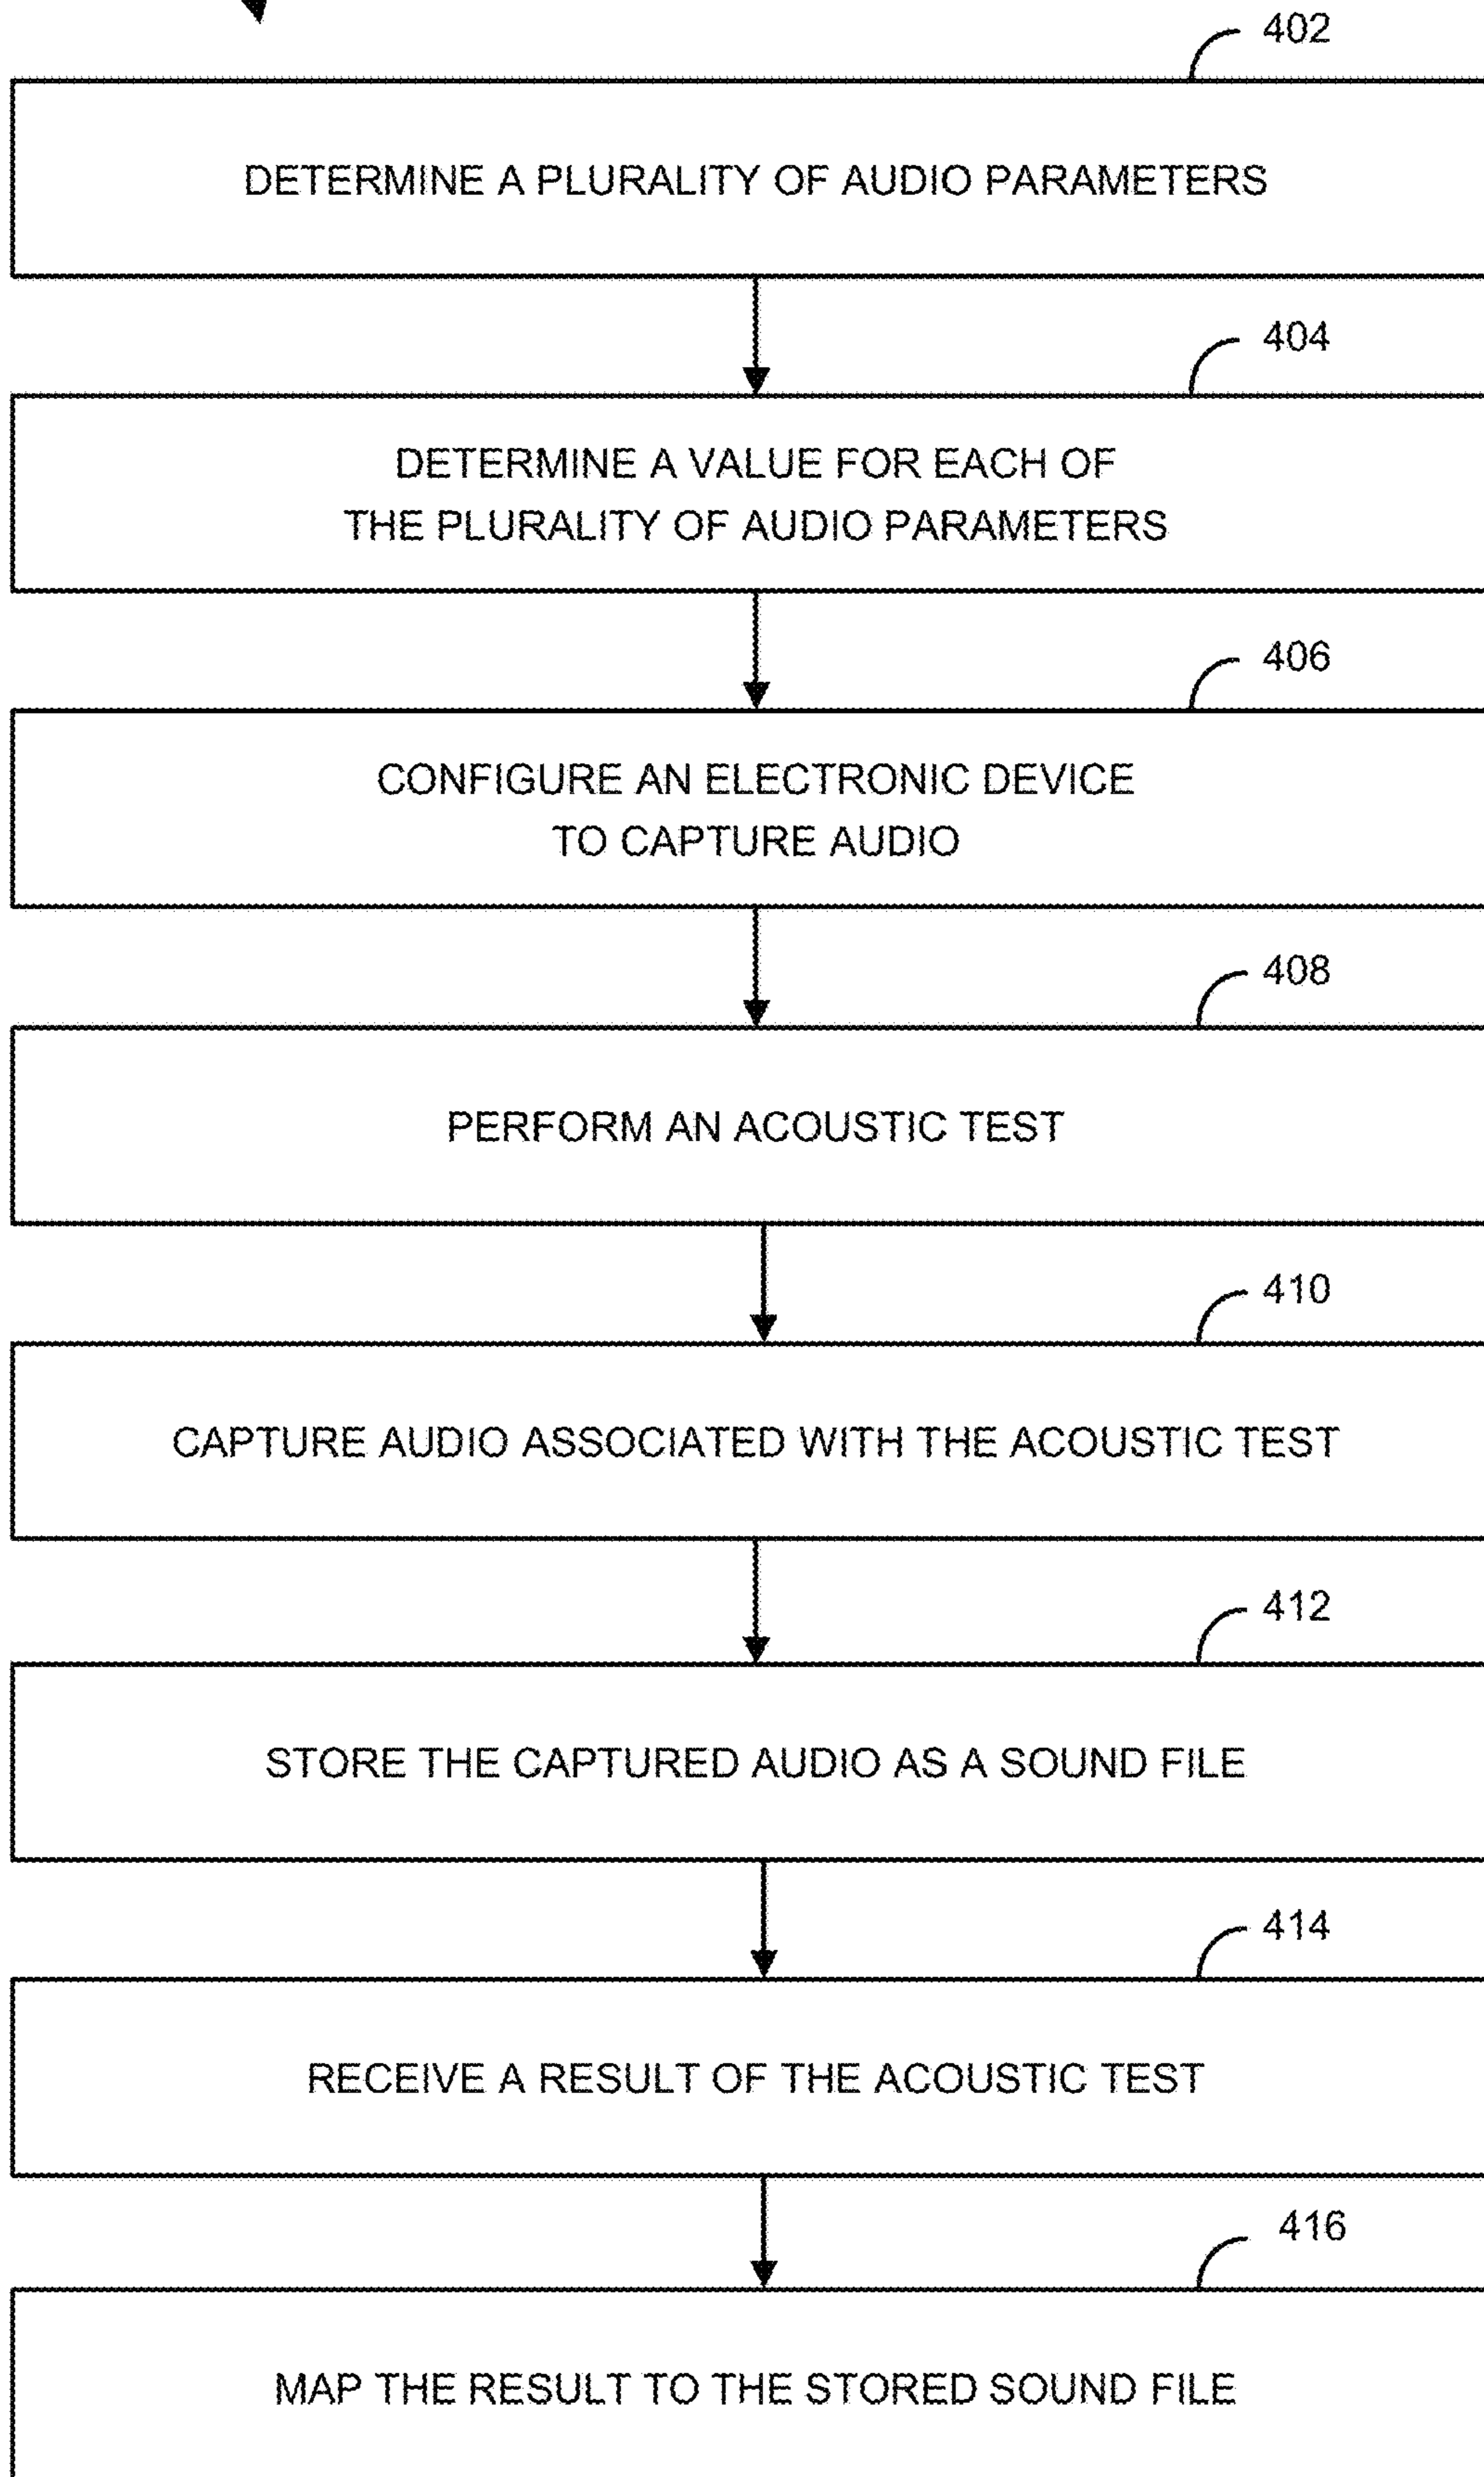 402
DETERMINE A PLURALITY OF AUDIO PARAMETERS
404
DETERMINE A VALUE FOR EACH OF
THE PLURALITY OF AUDIO PARAMETERS
406
CONFIGURE AN ELECTRONIC DEVICE
TO CAPTURE AUDIO
408
PERFORM AN ACOUSTIC TEST
410
CAPTURE AUDIO ASSOCIATED WITH THE ACOUSTIC TEST
412
STORE THE CAPTURED AUDIO AS A SOUND FILE
414
RECEIVE A RESULT OF THE ACOUSTIC TEST
416
MAP THE RESULT TO THE STORED SOUND FILE